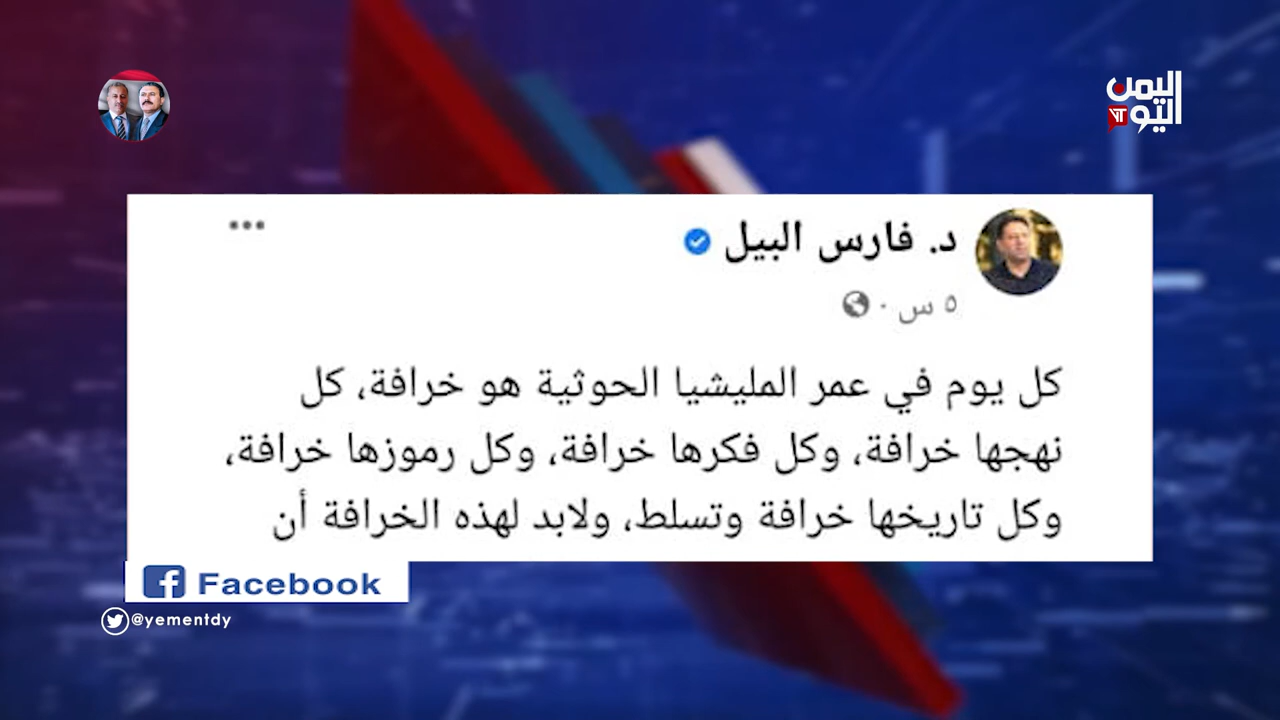 اليمن
اليوم
د. فارس البيل
٥ س ·
كل يوم في عمر المليشيا الحوثية هو خرافة، كل
نهجها خرافة، وكل فكرها خرافة، وكل رموزها خرافة،
وكل تاريخها خرافة وتسلط، ولابد لهذه الخرافة أن
Facebook
@yementdy